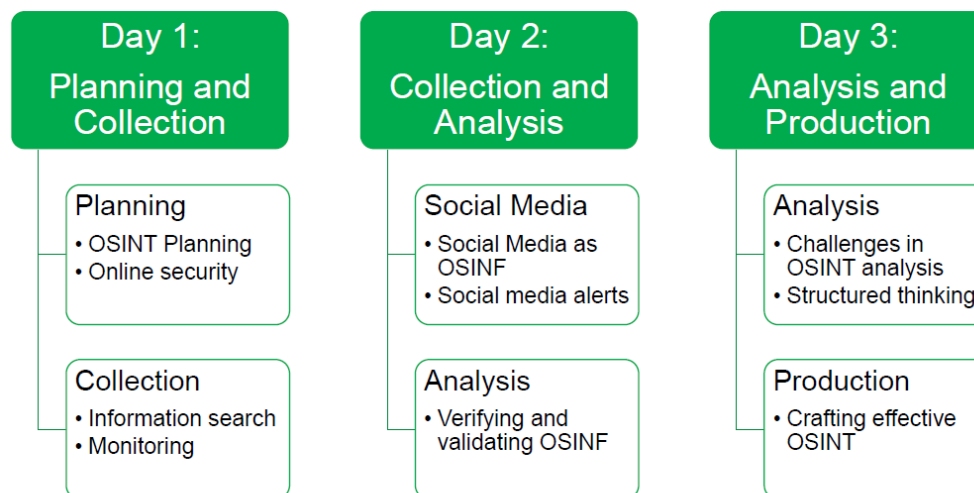 Day 1:
Planning and
Collection
Planning
• OSINT Planning
• Online security
Collection
• Information search
• Monitoring
Day 2:
Collection and
Analysis
Social Media
• Social Media as
OSINF
• Social media alerts
Analysis
• Verifying and
validating OSINF
Day 3:
Analysis and
Production
Analysis
• Challenges in
OSINT analysis
• Structured thinking
Production
• Crafting effective
OSINT